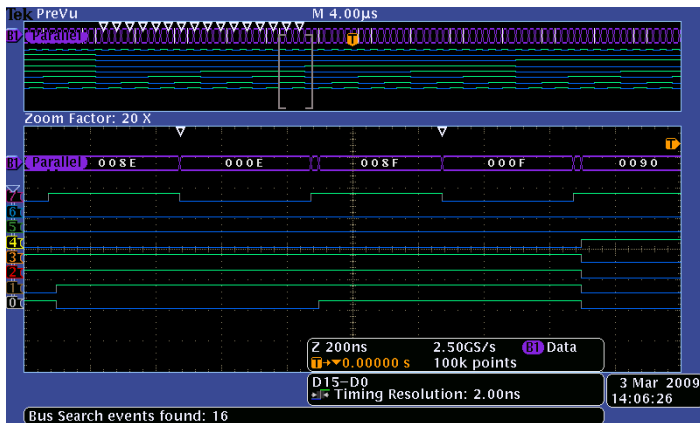 Tek PreVu M 4.00µs
B1 Parallel
T
Zoom Factor: 20 X
T
B1 Parallel 008E 000E 008F 000F 0090
7
6
5
4
3
2
1
0
Z 200ns 2.50GS/s B1 Data
T→▼0.00000 s 100k points
D15-D0
Timing Resolution: 2.00ns
3 Mar 2009
14:06:26
Bus Search events found: 16